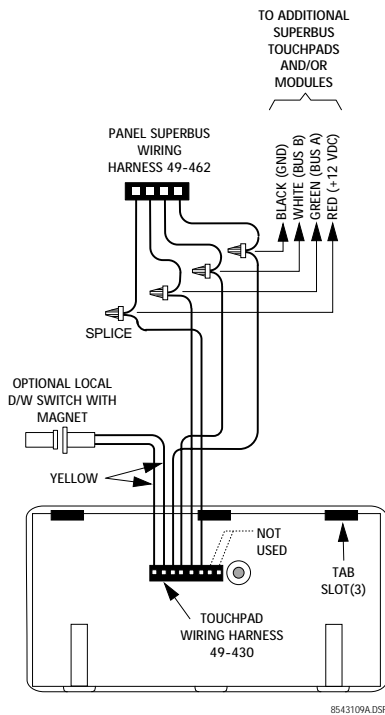 TO ADDITIONAL
SUPERBUS
TOUCHPADS
AND/OR
MODULES
PANEL SUPERBUS
WIRING
HARNESS 49-462
BLACK (GND)
WHITE (BUS B)
GREEN (BUS A)
RED (+12 VDC)
SPLICE
OPTIONAL LOCAL
D/W SWITCH WITH
MAGNET
YELLOW
NOT
USED
TAB
SLOT(3)
TOUCHPAD
WIRING HARNESS
49-430
8543109A.DSF